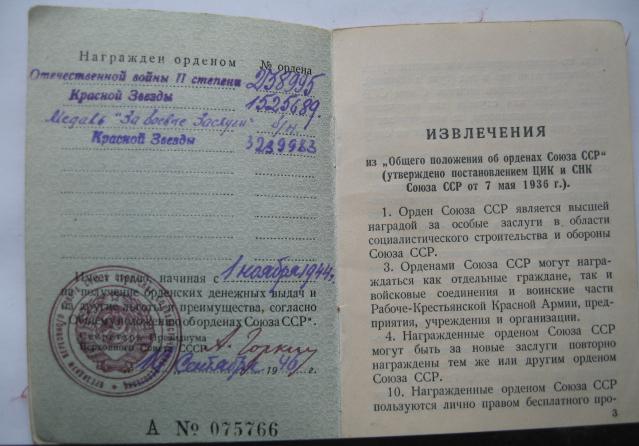 Награжден орденом № ордена
Отечественной войны II степени 238995
Красной Звезды 1525689
Медаль "За боевые Заслуги" б/н
Красной Звезды 3239983
Имеет право, начиная с 1 ноября 1944 г.
на получение орденских денежных выдач и
другие льготы и преимущества, согласно
„Общему положению об орденах Союза ССР“.
Секретарь Президиума
Верховного Совета СССР А. Горкин
Сентября 1946 г.
А № 075766
ИЗВЛЕЧЕНИЯ
из „Общего положения об орденах Союза ССР“
(утверждено постановлением ЦИК и СНК
Союза ССР от 7 мая 1936 г.).
1. Орден Союза ССР является высшей
наградой за особые заслуги в области
социалистического строительства и обороны
Союза ССР.
3. Орденами Союза ССР могут награ-
ждаться как отдельные граждане, так и
войсковые соединения и воинские части
Рабоче-Крестьянской Красной Армии, пред-
приятия, учреждения и организации.
4. Награжденные орденом Союза ССР
могут быть за новые заслуги повторно
награждены тем же или другим орденом
Союза ССР.
10. Награжденные орденом Союза ССР
пользуются лично правом бесплатного про-
3